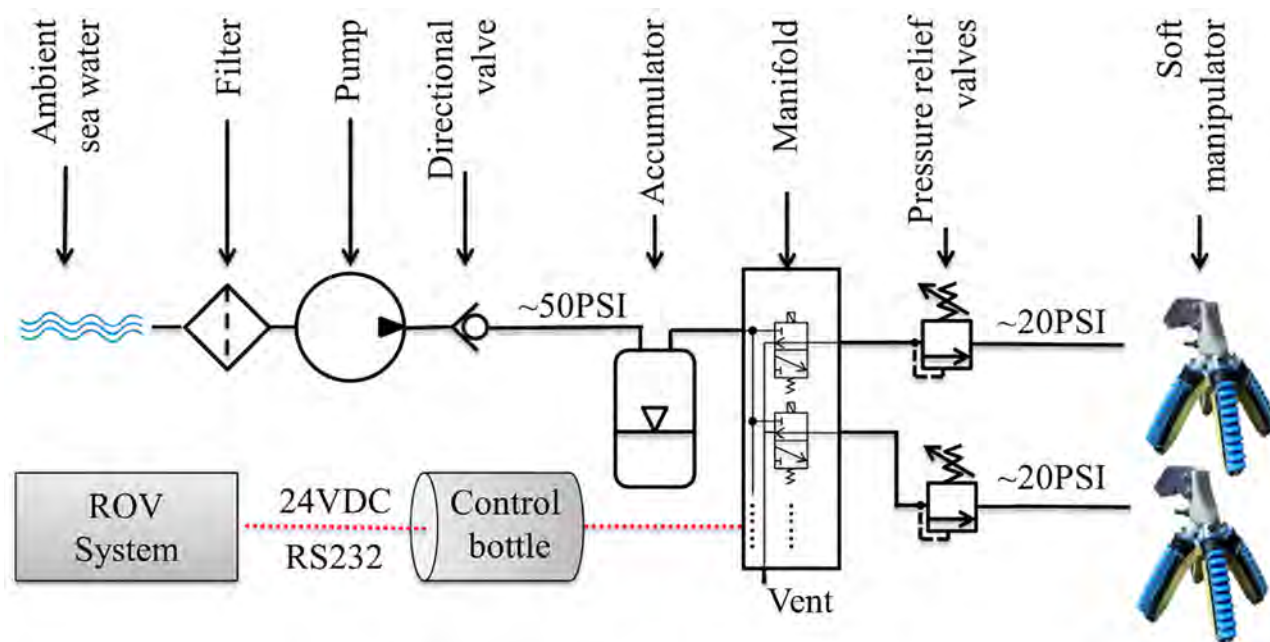 Ambient
sea water
Filter
Pump
Directional
valve
Accumulator
Manifold
Pressure relief
valves
Soft
manipulator
~50PSI
~20PSI
~20PSI
ROV
System
24VDC
RS232
Control
bottle
Vent